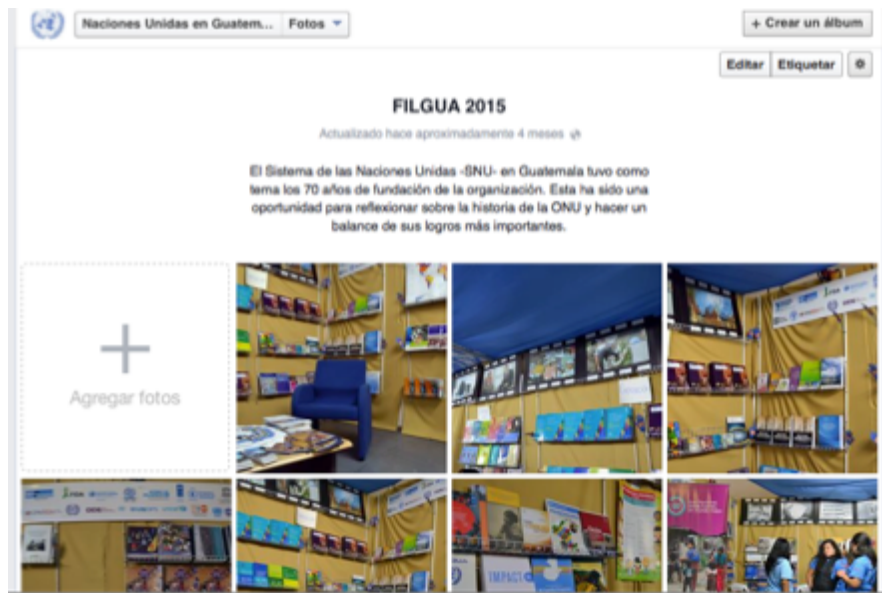 Naciones Unidas en Guatem... Fotos
+ Crear un álbum
Editar Etiquetar
FILGUA 2015
Actualizado hace aproximadamente 4 meses
El Sistema de las Naciones Unidas -SNU- en Guatemala tuvo como
tema los 70 años de fundación de la organización. Esta ha sido una
oportunidad para reflexionar sobre la historia de la ONU y hacer un
balance de sus logros más importantes.
Agregar fotos
IMPACT